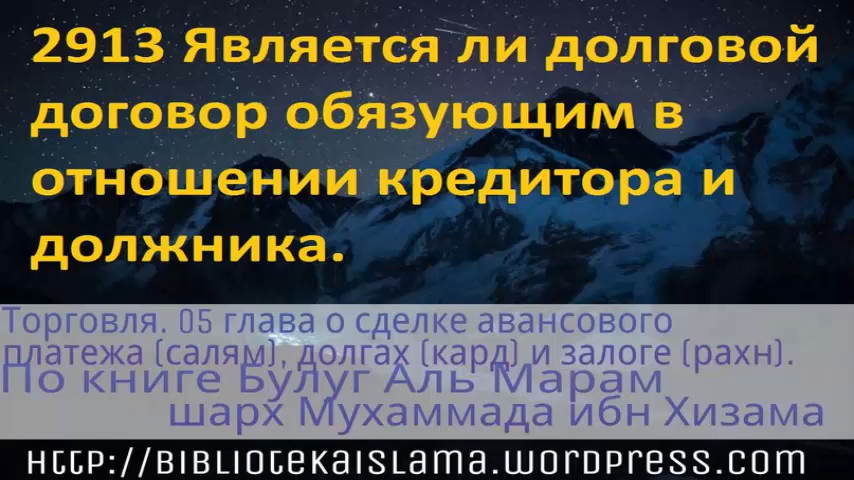 2913 Является ли долговой
договор обязующим в
отношении кредитора и
должника.
Торговля. 05 глава о сделке авансового
платежа (салям), долгах (кард) и залоге (рахн).
По книге Булуг Аль Марам
шарх Мухаммада ибн Хизама
HTTP://BIBLIOTEKAISLAMA.WORDPRESS.COM